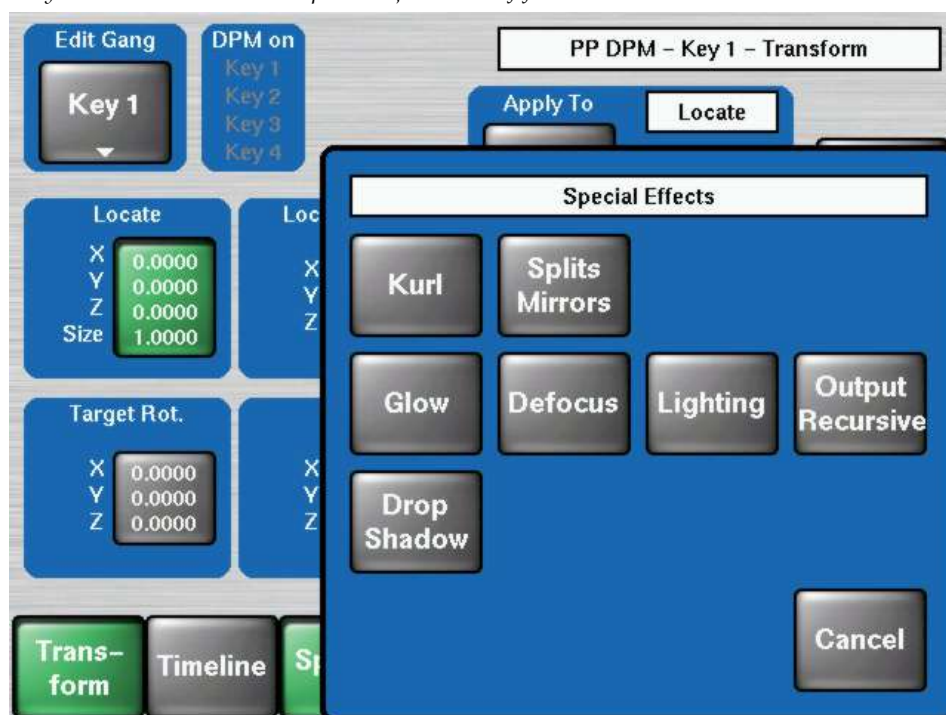 Edit Gang
Key 1
DPM on
Key 1
Key 2
Key 3
Key 4
PP DPM – Key 1 – Transform
Apply To
Locate
Locate
X 0.0000
Y 0.0000
Z 0.0000
Size 1.0000
Loc
X
Y
Z
Target Rot.
X 0.0000
Y 0.0000
Z 0.0000
X
Y
Z
Trans–
form
Timeline
Sp
Special Effects
Kurl
Splits
Mirrors
Glow
Defocus
Lighting
Output
Recursive
Drop
Shadow
Cancel